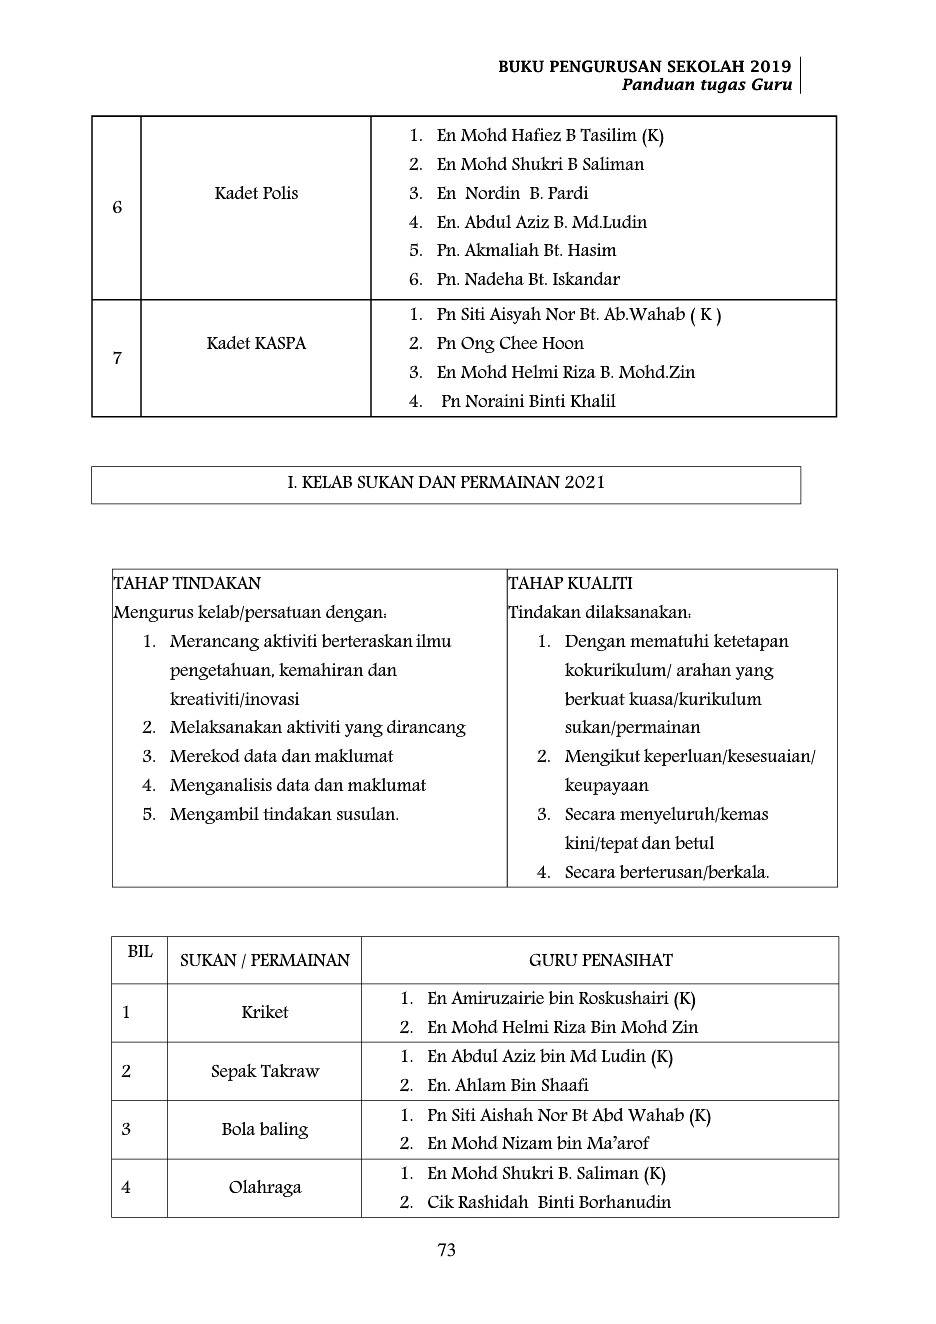 BUKU PENGURUSAN SEKOLAH 2019
Panduan tugas Guru
6
Kadet Polis
1. En Mohd Hafiez B Tasilim (K)
2. En Mohd Shukri B Saliman
3. En Nordin B. Pardi
4. En. Abdul Aziz B. Md.Ludin
5. Pn. Akmaliah Bt. Hasim
6. Pn. Nadeha Bt. Iskandar
7
Kadet KASPA
1. Pn Siti Aisyah Nor Bt. Ab.Wahab ( K )
2. Pn Ong Chee Hoon
3. En Mohd Helmi Riza B. Mohd.Zin
4. Pn Noraini Binti Khalil
I. KELAB SUKAN DAN PERMAINAN 2021
TAHAP TINDAKAN
Mengurus kelab/persatuan dengan:
1. Merancang aktiviti berteraskan ilmu
pengetahuan, kemahiran dan
kreativiti/inovasi
2. Melaksanakan aktiviti yang dirancang
3. Merekod data dan maklumat
4. Menganalisis data dan maklumat
5. Mengambil tindakan susulan.
TAHAP KUALITI
Tindakan dilaksanakan:
1. Dengan mematuhi ketetapan
kokurikulum/ arahan yang
berkuat kuasa/kurikulum
sukan/permainan
2. Mengikut keperluan/kesesuaian/
keupayaan
3. Secara menyeluruh/kemas
kini/tepat dan betul
4. Secara berterusan/berkala.
BIL
SUKAN / PERMAINAN
GURU PENASIHAT
1
Kriket
1. En Amiruzairie bin Roskushairi (K)
2. En Mohd Helmi Riza Bin Mohd Zin
2
Sepak Takraw
1. En Abdul Aziz bin Md Ludin (K)
2. En. Ahlam Bin Shaafi
3
Bola baling
1. Pn Siti Aishah Nor Bt Abd Wahab (K)
2. En Mohd Nizam bin Ma’arof
4
Olahraga
1. En Mohd Shukri B. Saliman (K)
2. Cik Rashidah Binti Borhanudin
73